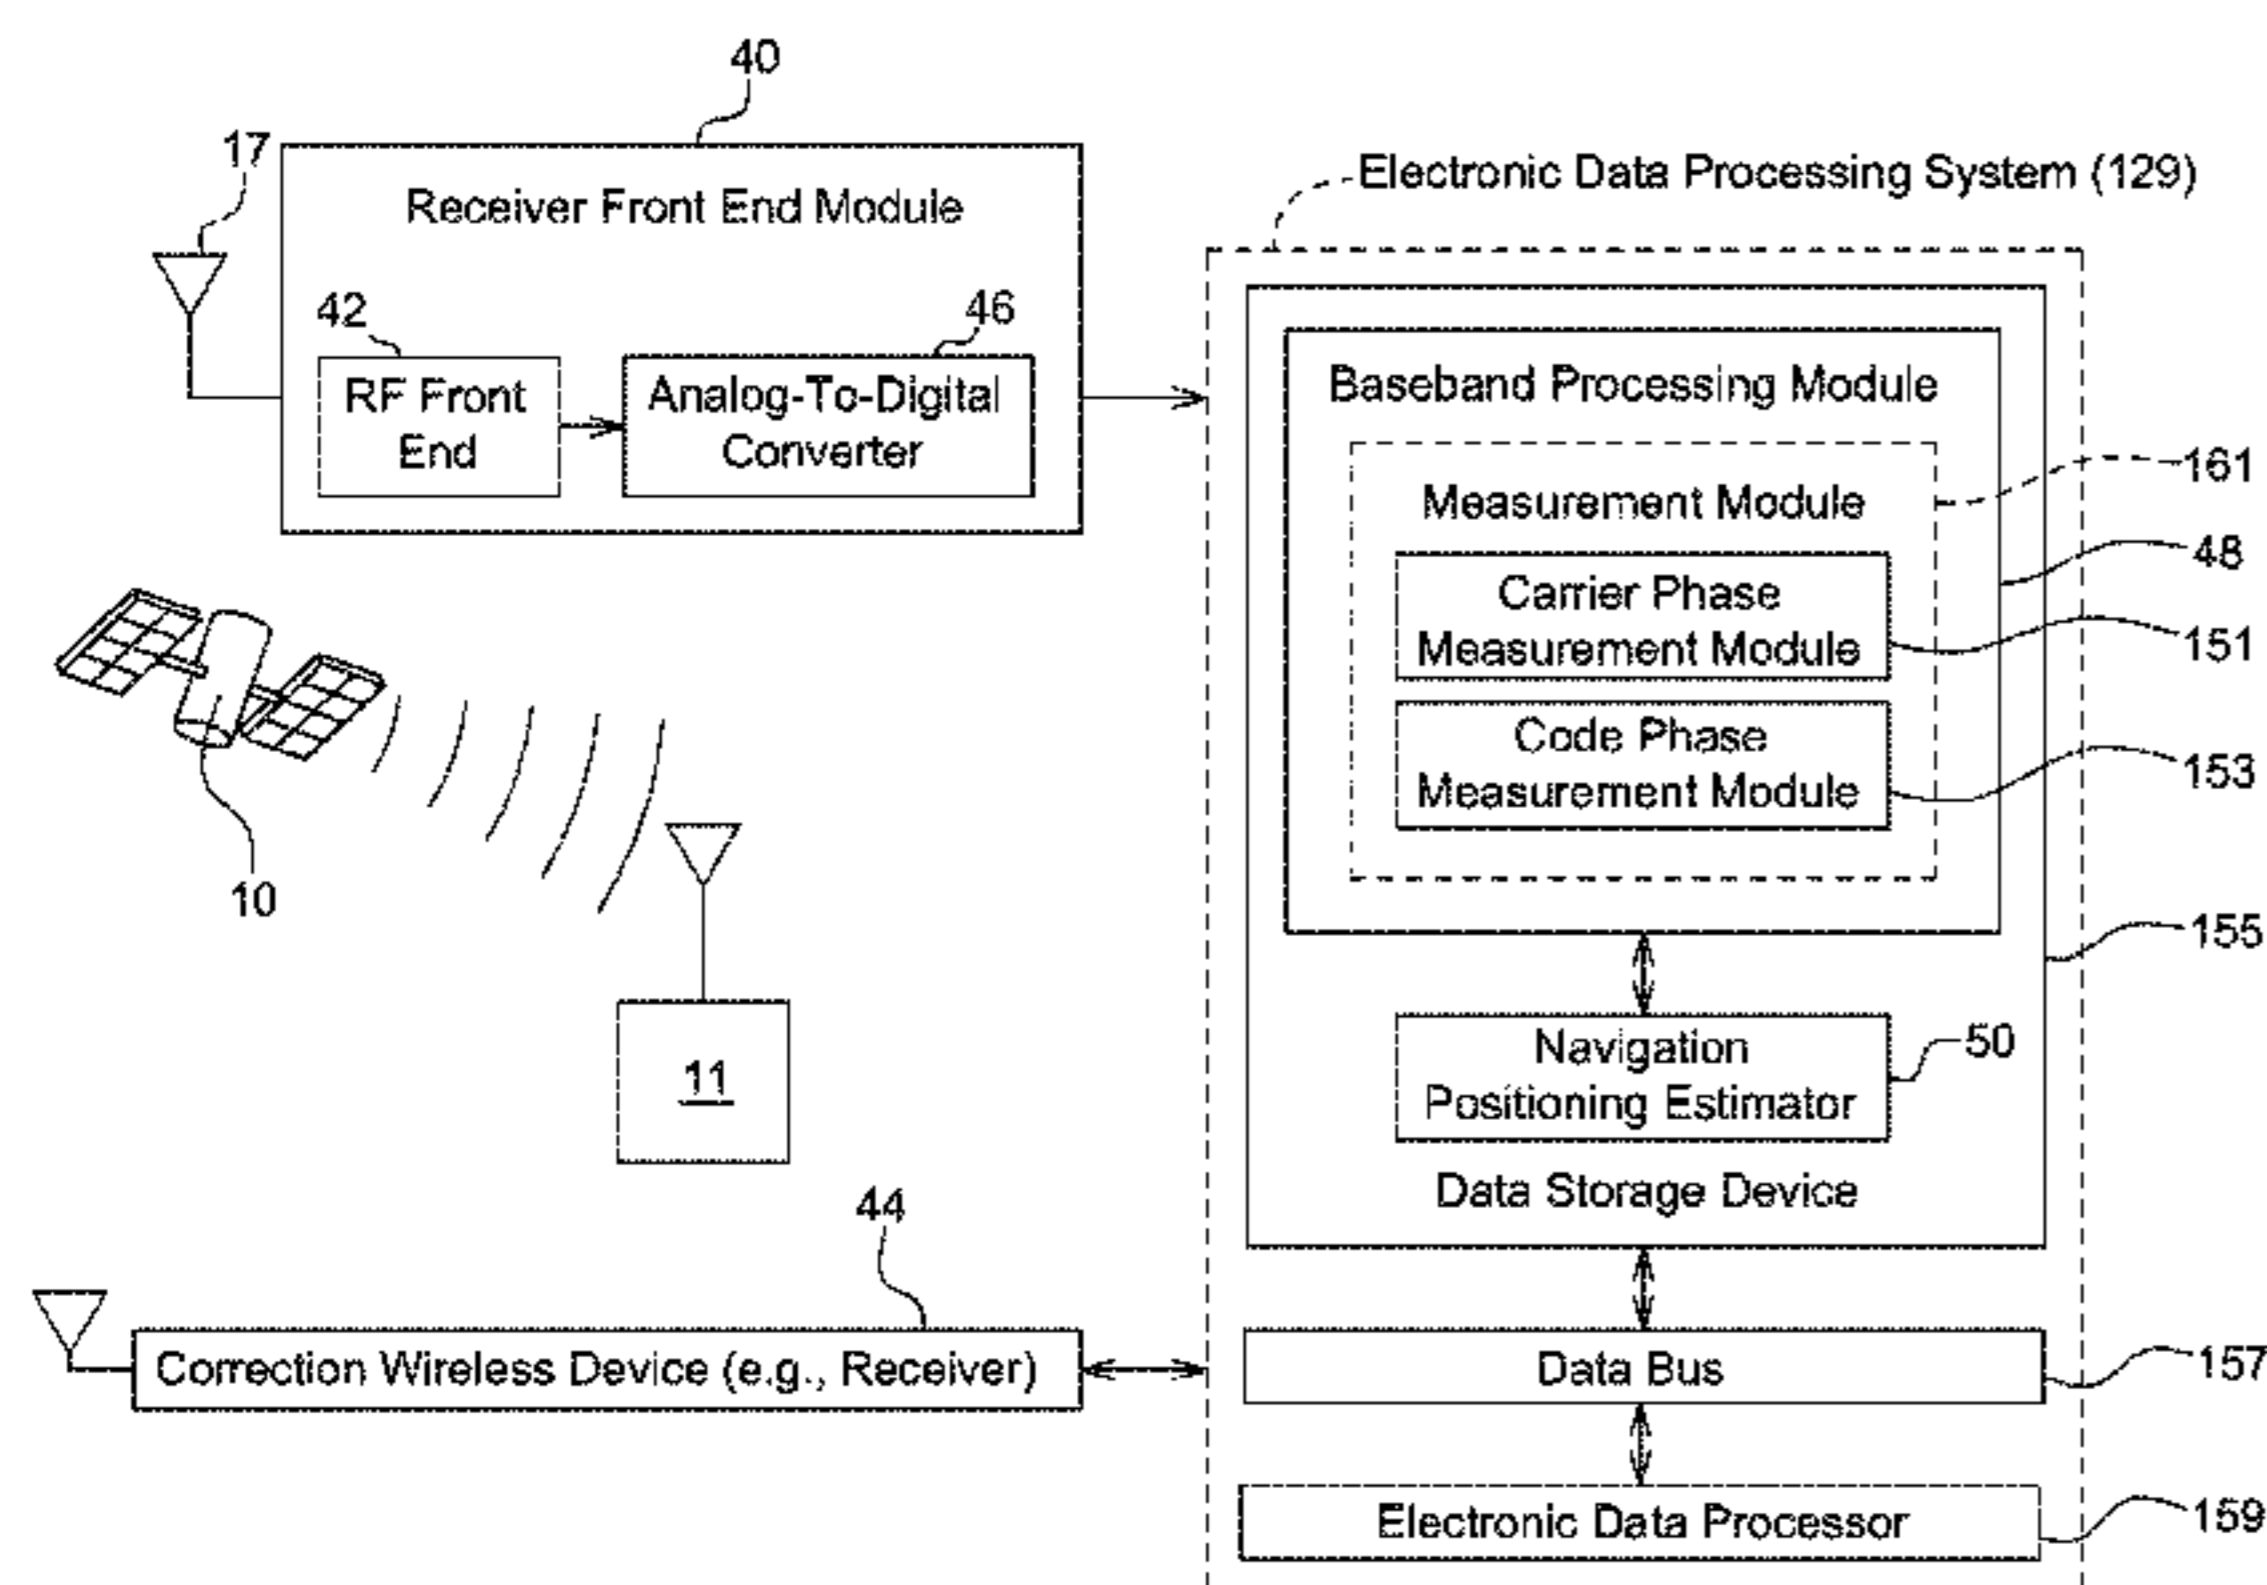 40
17
Receiver Front End Module
42
46
RF Front
End
Analog-To-Digital
Converter
Electronic Data Processing System (129)
Baseband Processing Module
Measurement Module
161
48
Carrier Phase
Measurement Module
151
Code Phase
Measurement Module
153
10
155
11
Navigation
Positioning Estimator
50
Data Storage Device
44
Correction Wireless Device (e.g., Receiver)
Data Bus
157
Electronic Data Processor
159